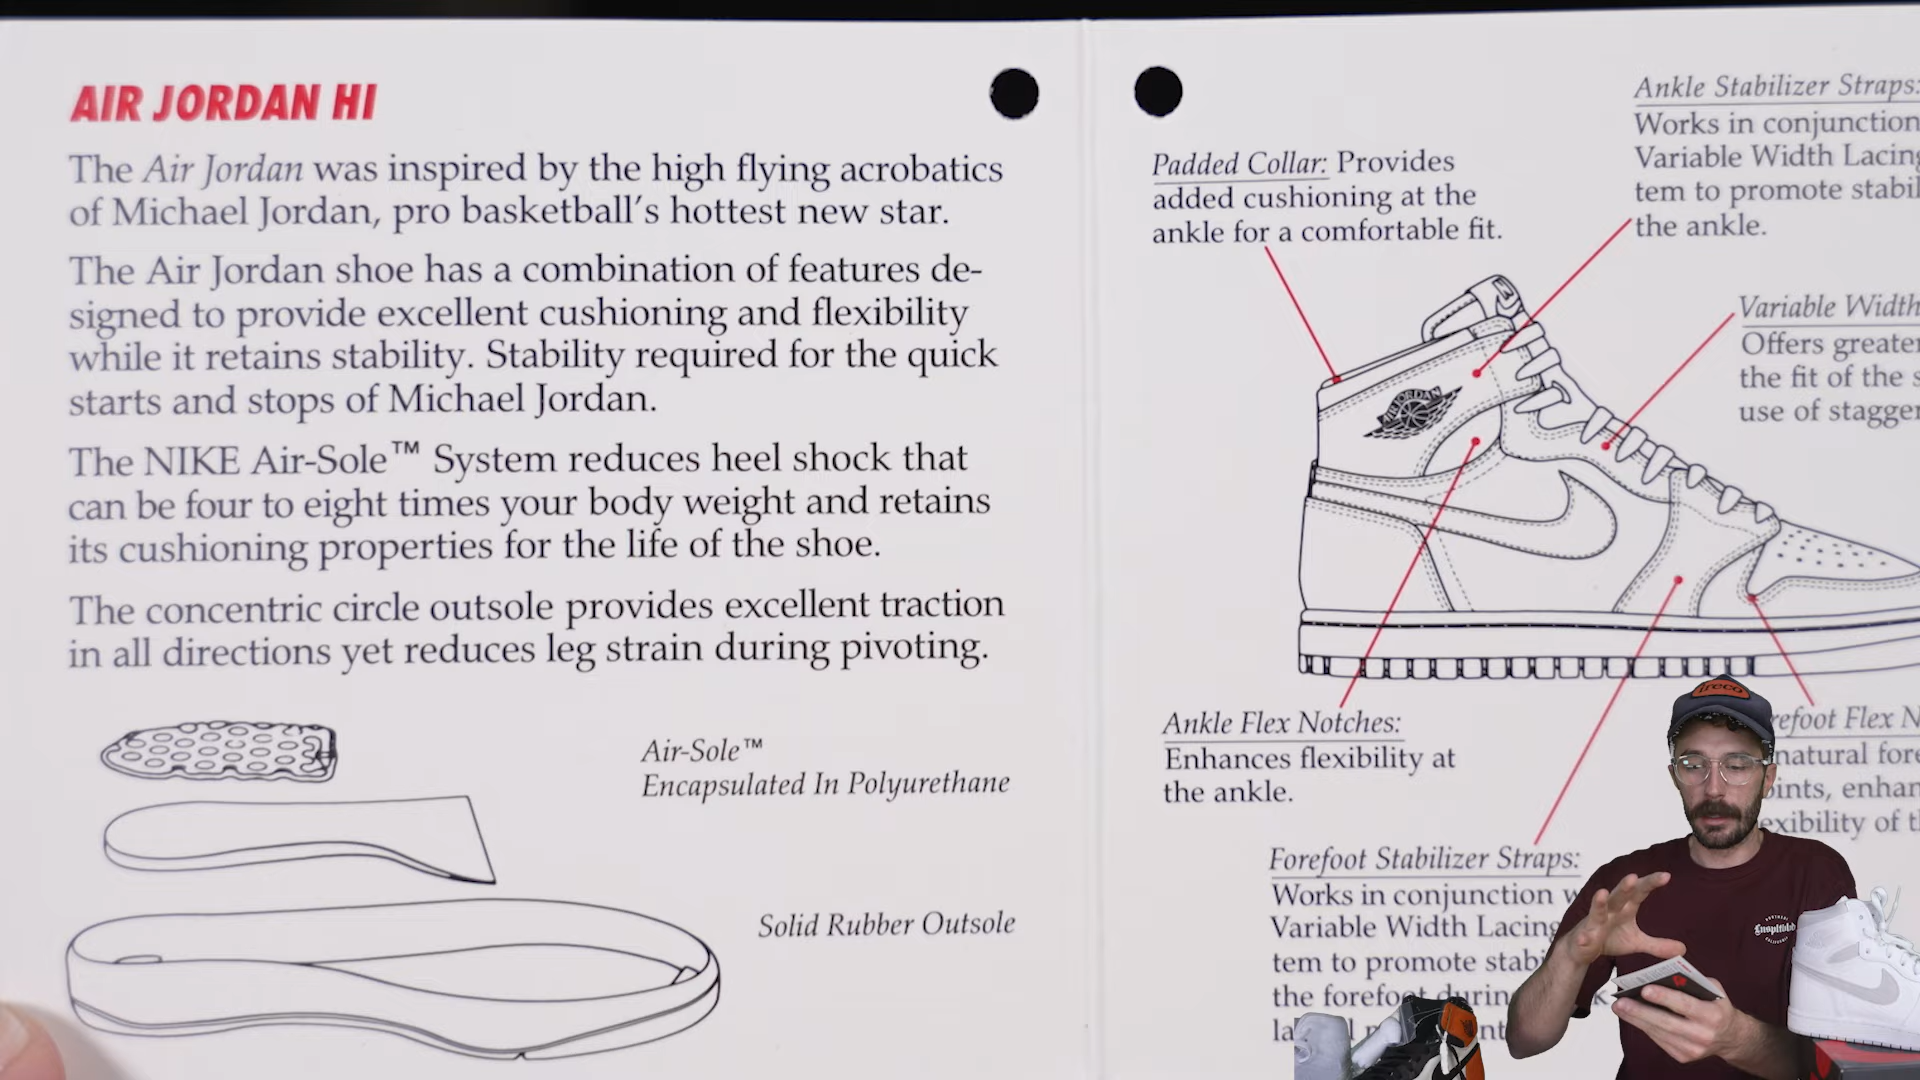 AIR JORDAN HI
The Air Jordan was inspired by the high flying acrobatics
of Michael Jordan, pro basketball's hottest new star.
The Air Jordan shoe has a combination of features de-
signed to provide excellent cushioning and flexibility
while it retains stability. Stability required for the quick
starts and stops of Michael Jordan.
The NIKE Air-Sole™ System reduces heel shock that
can be four to eight times your body weight and retains
its cushioning properties for the life of the shoe.
The concentric circle outsole provides excellent traction
in all directions yet reduces leg strain during pivoting.
Air-Sole™
Encapsulated In Polyurethane
Solid Rubber Outsole
Padded Collar: Provides
added cushioning at the
ankle for a comfortable fit.
Ankle Stabilizer Straps:
Works in conjunction
Variable Width Lacing
tem to promote stabil
the ankle.
Variable Width
Offers greater
the fit of the s
use of stagger
AIR JORDAN
Ankle Flex Notches:
Enhances flexibility at
the ankle.
refoot Flex N
natural fore
oints, enhan
exibility of t
Forefoot Stabilizer Straps:
Works in conjunction w
Variable Width Lacing
tem to promote stabi
the forefoot durin
ireco